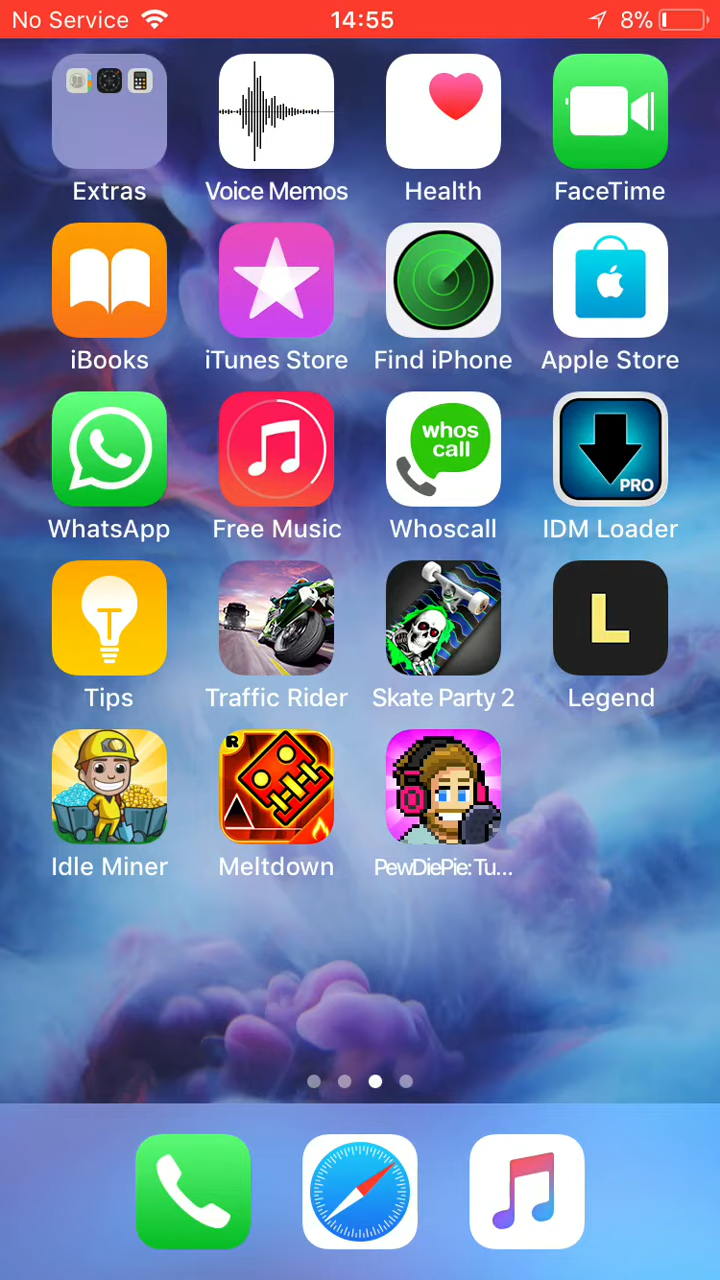 No Service 14:55 8%
Extras Voice Memos Health FaceTime
iBooks iTunes Store Find iPhone Apple Store
whos
call
PRO
WhatsApp Free Music Whoscall IDM Loader
T
L
Tips Traffic Rider Skate Party 2 Legend
R
Idle Miner Meltdown PewDiePie: Tu...